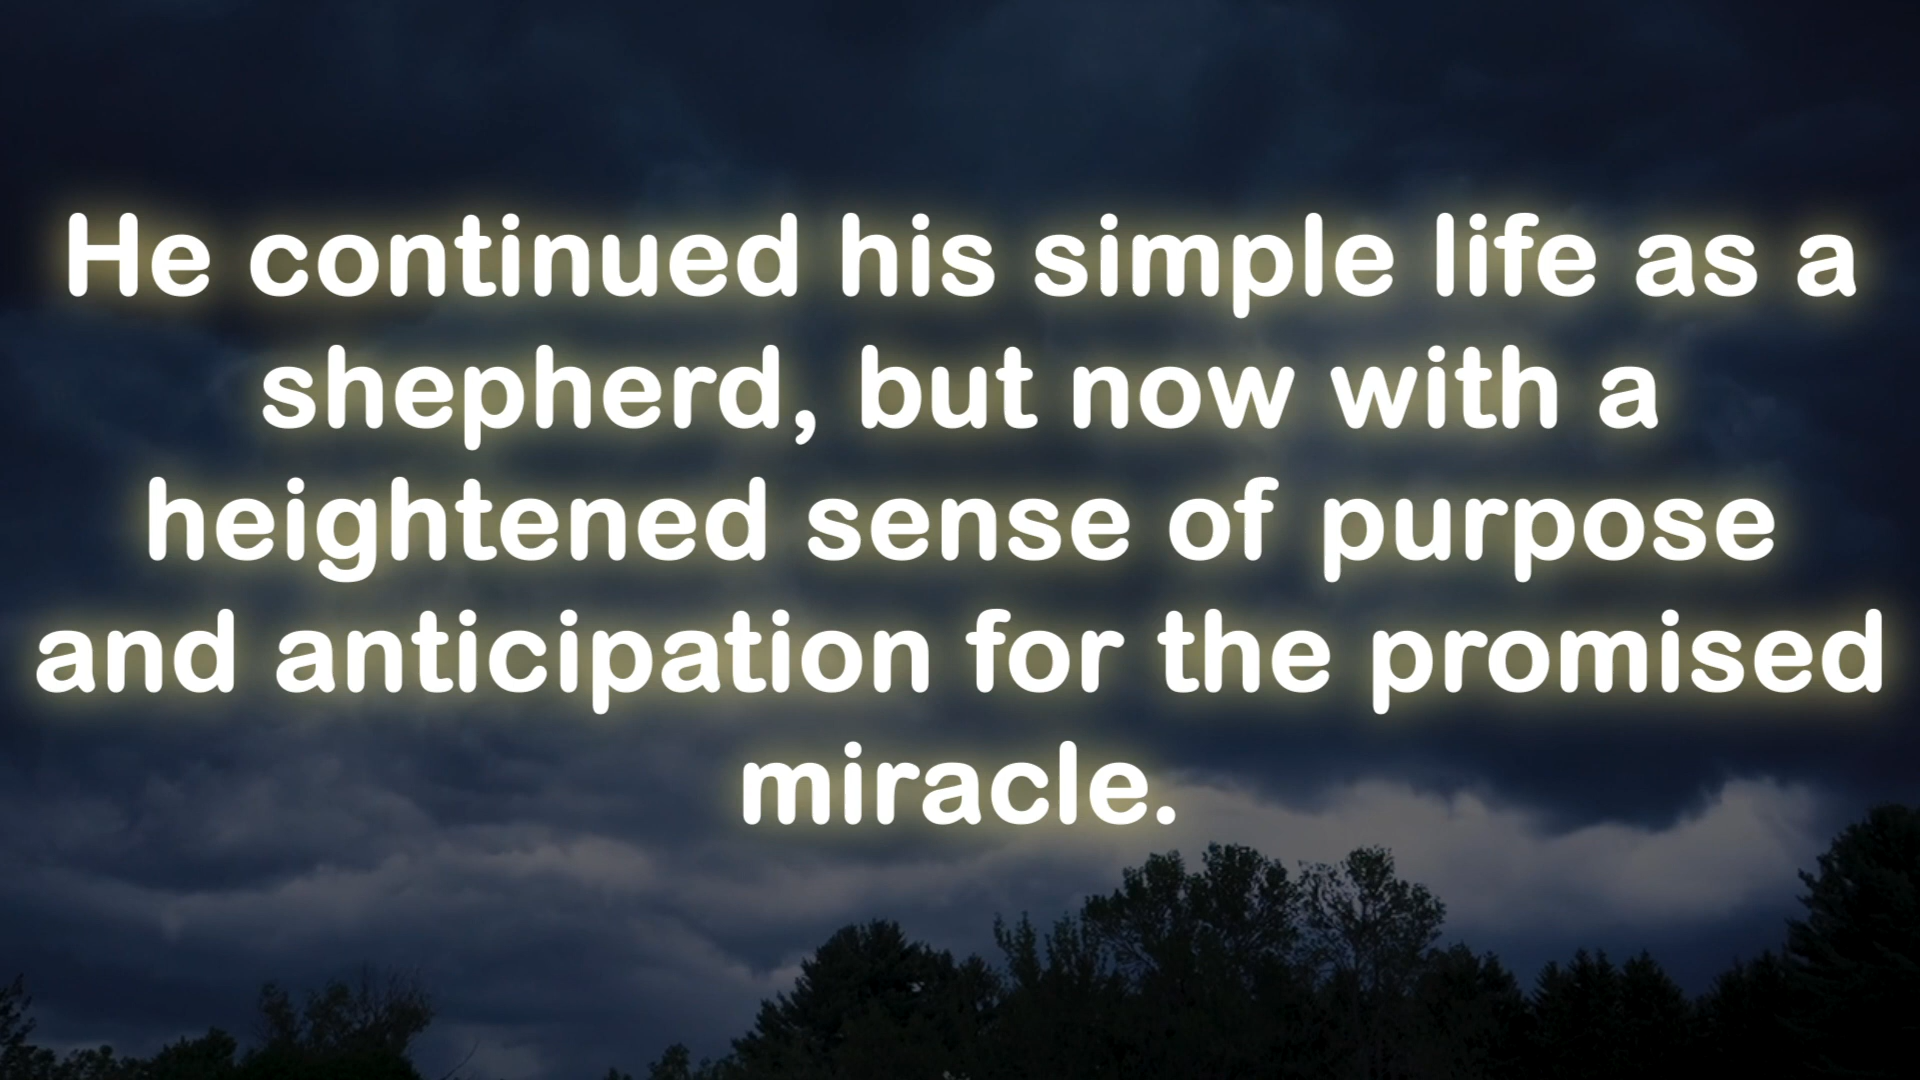 He continued his simple life as a
shepherd, but now with a
heightened sense of purpose
and anticipation for the promised
miracle.